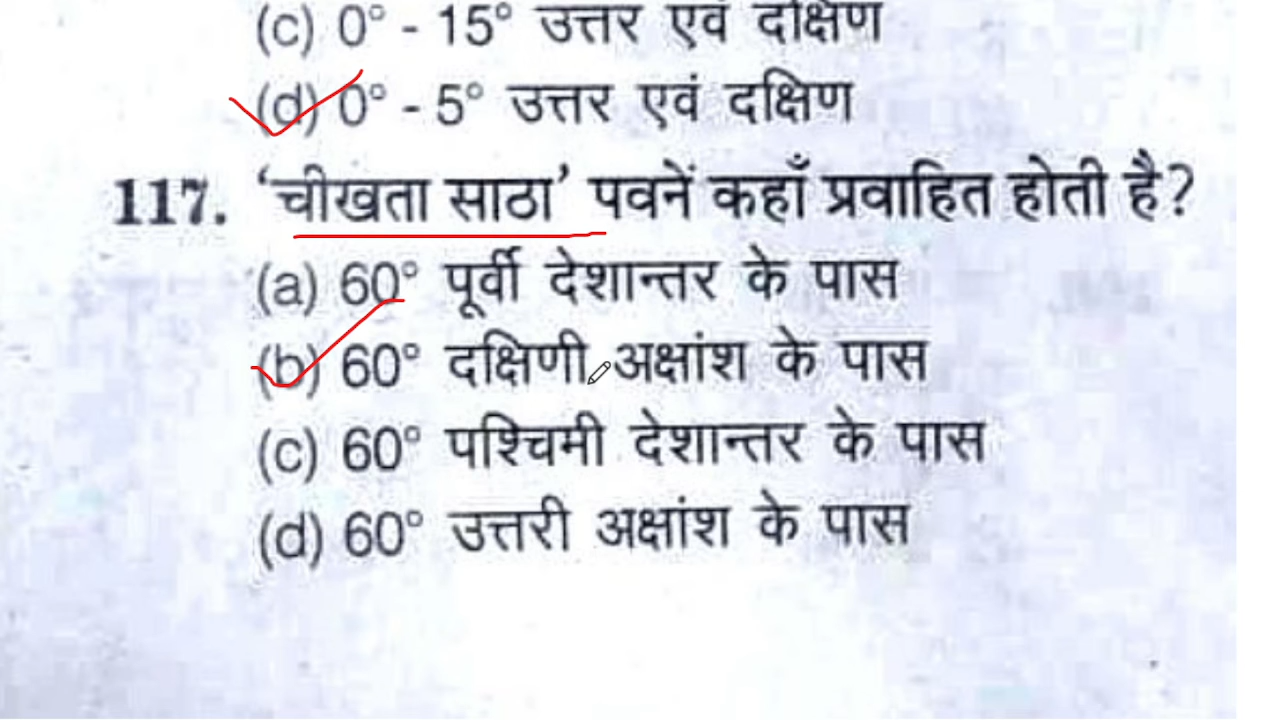 (c) 0° - 15° उत्तर एवं दक्षिण
(d) 0° - 5° उत्तर एवं दक्षिण
117. ‘चीखता साठा’ पवनें कहाँ प्रवाहित होती है?
(a) 60° पूर्वी देशान्तर के पास
(b) 60° दक्षिणी अक्षांश के पास
(c) 60° पश्चिमी देशान्तर के पास
(d) 60° उत्तरी अक्षांश के पास